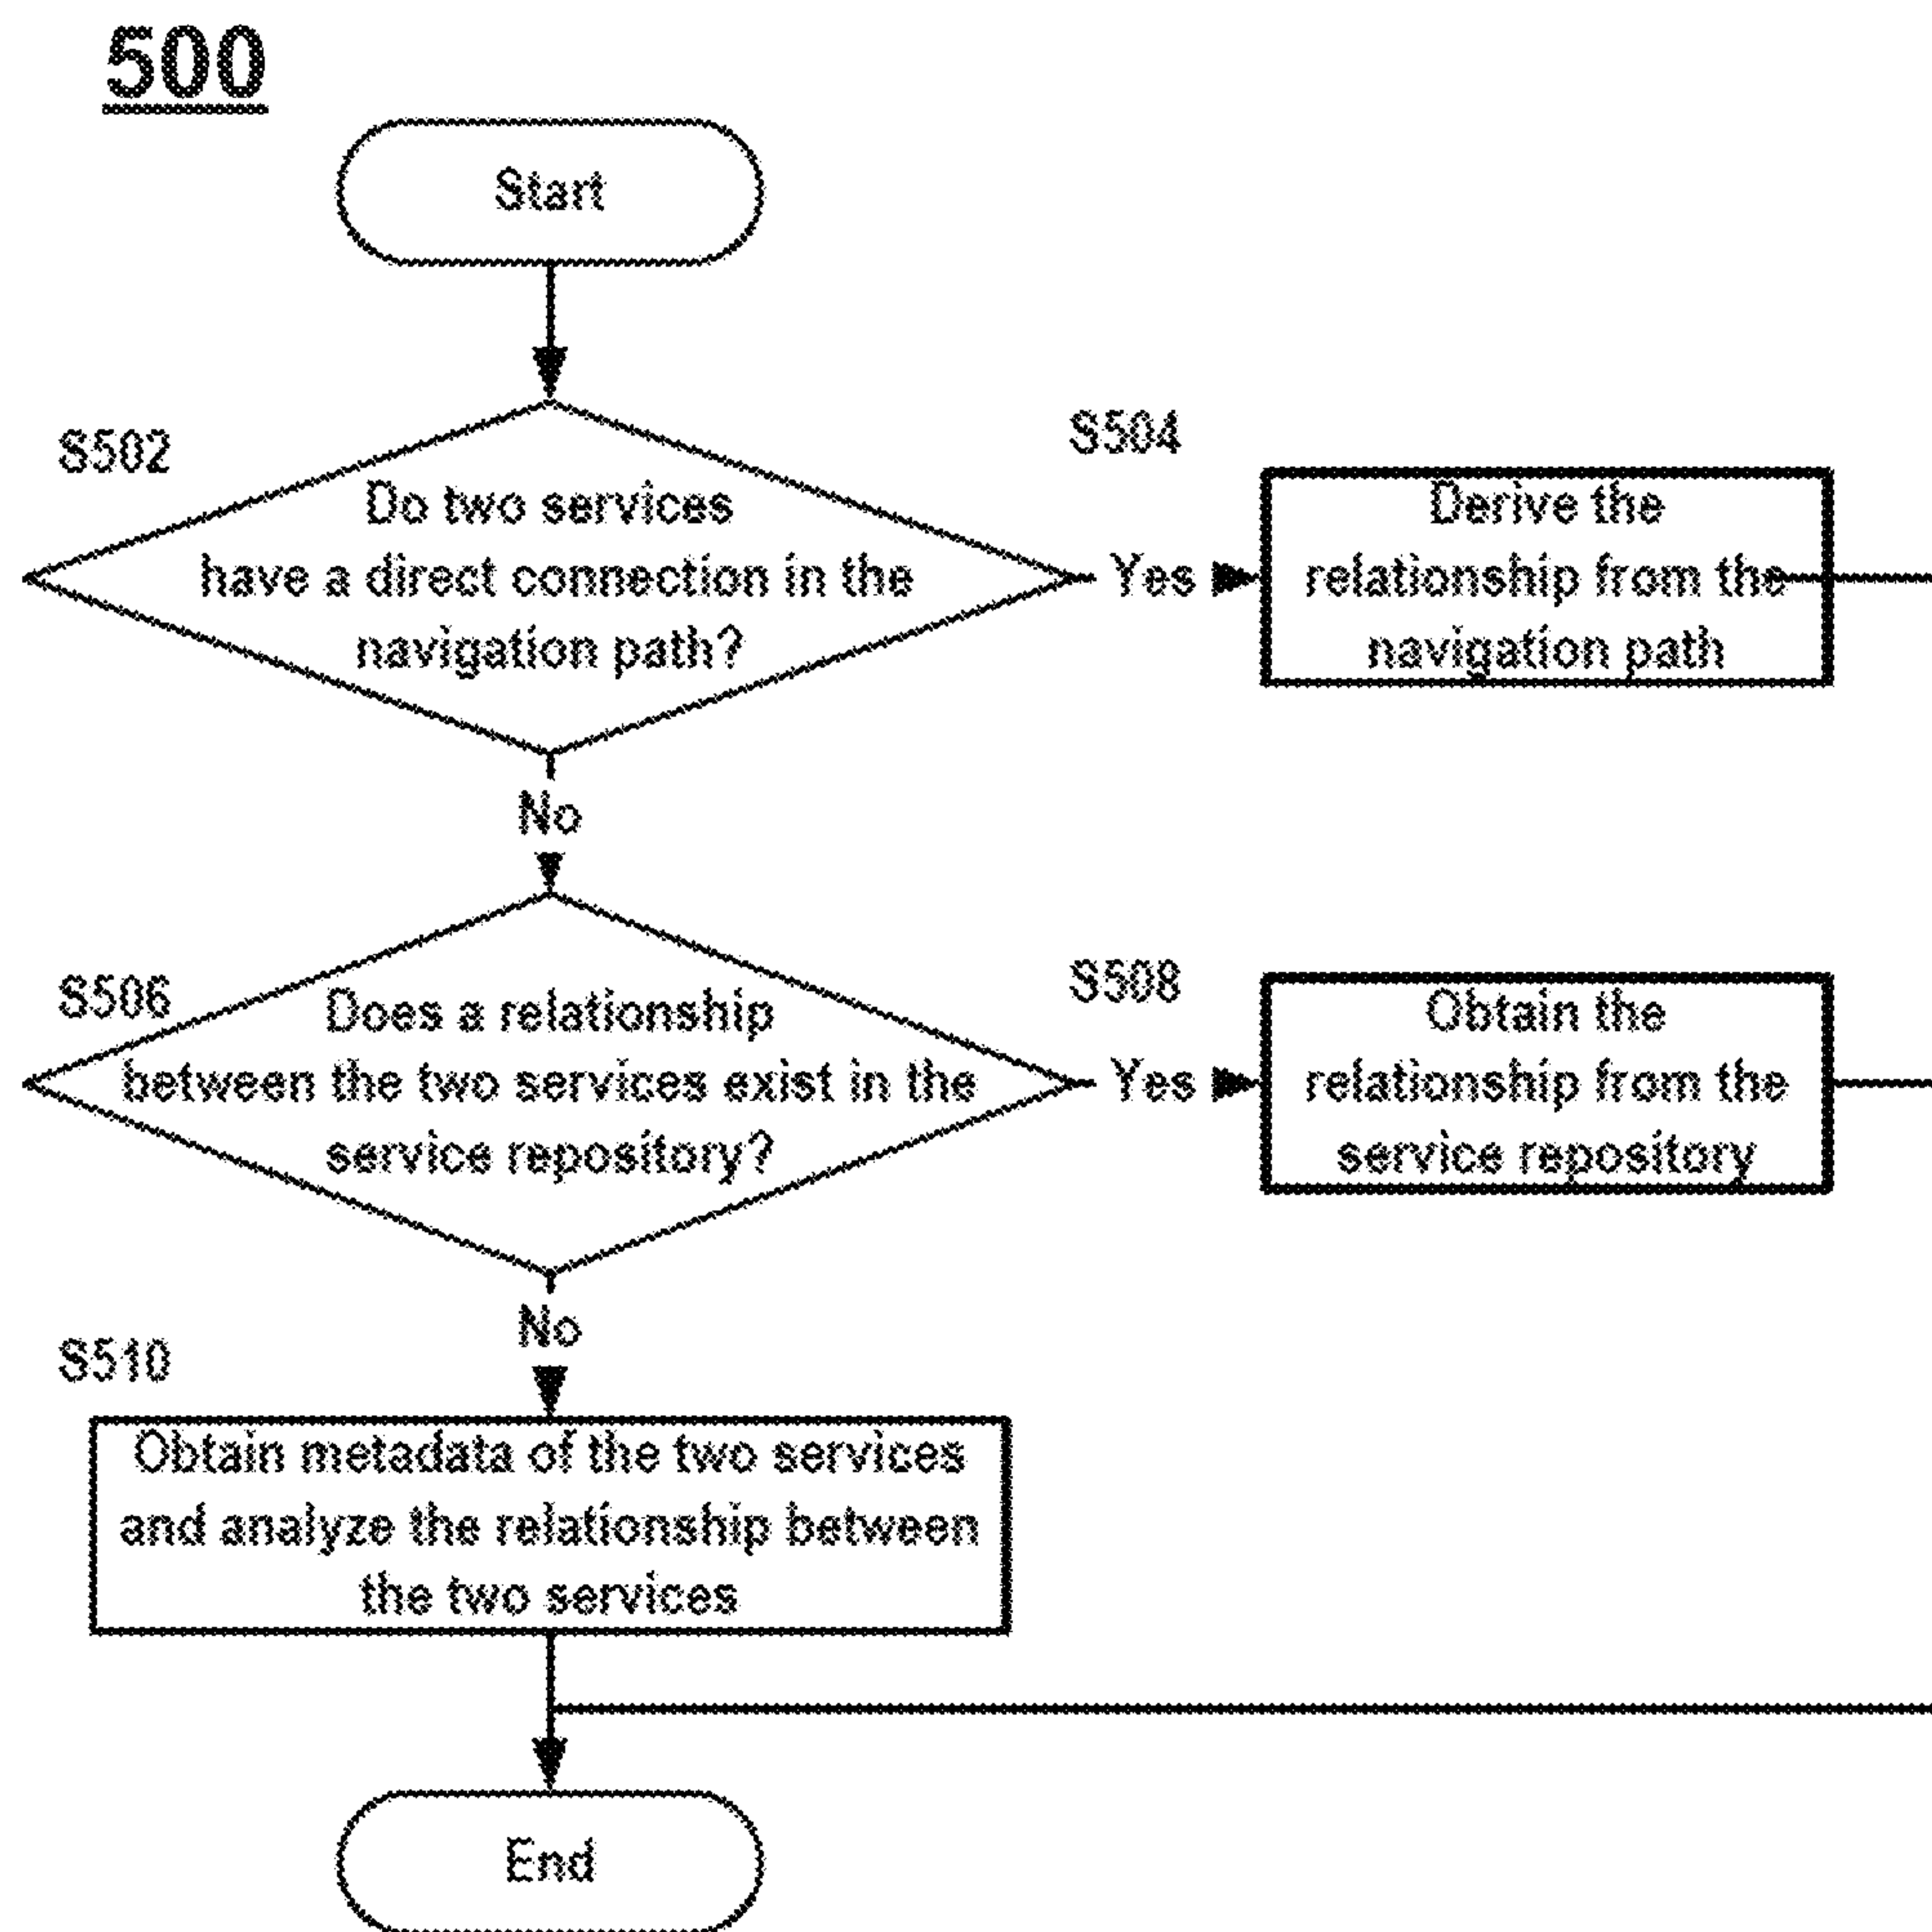 500
Start
S502
Do two services
have a direct connection in the
navigation path?
Yes
S504
Derive the
relationship from the
navigation path
No
S506
Does a relationship
between the two services exist in the
service repository?
Yes
S508
Obtain the
relationship from the
service repository
No
S510
Obtain metadata of the two services
and analyze the relationship between
the two services
End